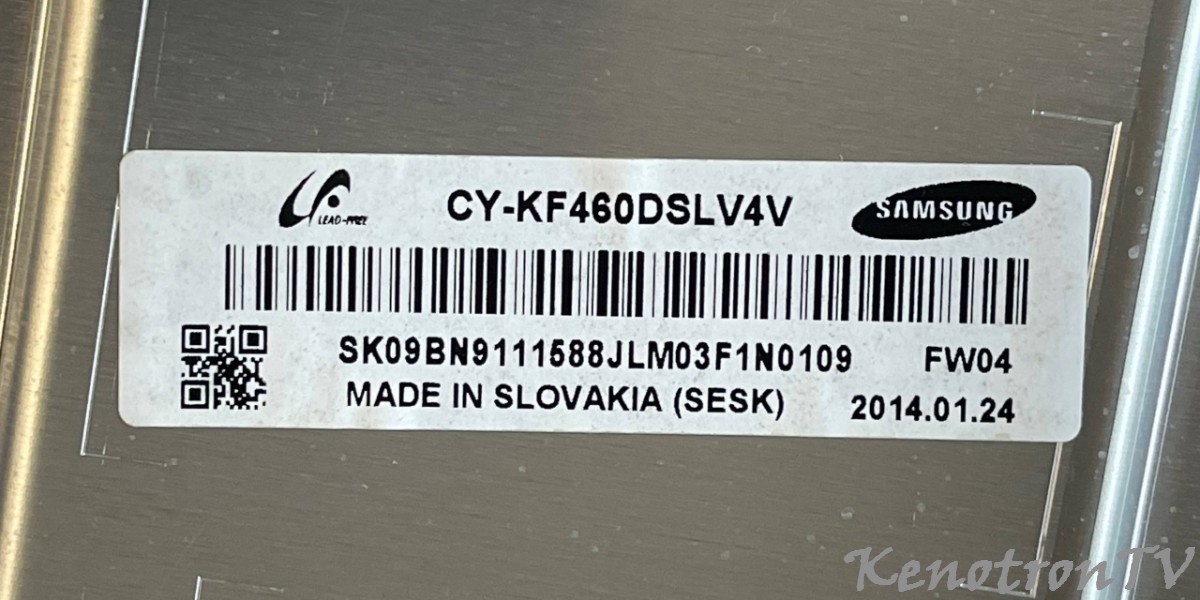 LEAD-FREE
CY-KF460DSLV4V
SAMSUNG
SK09BN9111588JLM03F1N0109
FW04
MADE IN SLOVAKIA (SESK)
2014.01.24
KenotronTV